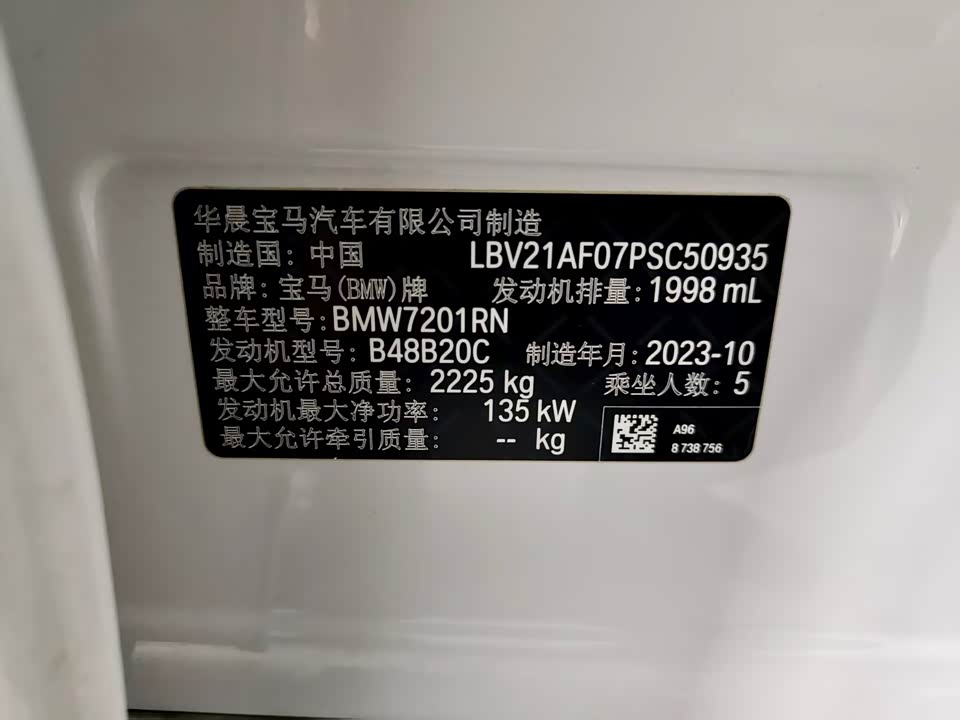 华晨宝马汽车有限公司制造
制造国：中国 LBV21AF07PSC50935
品牌：宝马(BMW)牌 发动机排量：1998 mL
整车型号：BMW7201RN
发动机型号：B48B20C 制造年月：2023-10
最大允许总质量：2225 kg 乘坐人数：5
发动机最大净功率：135 kW
最大允许牵引质量：-- kg
A96
8 738 756